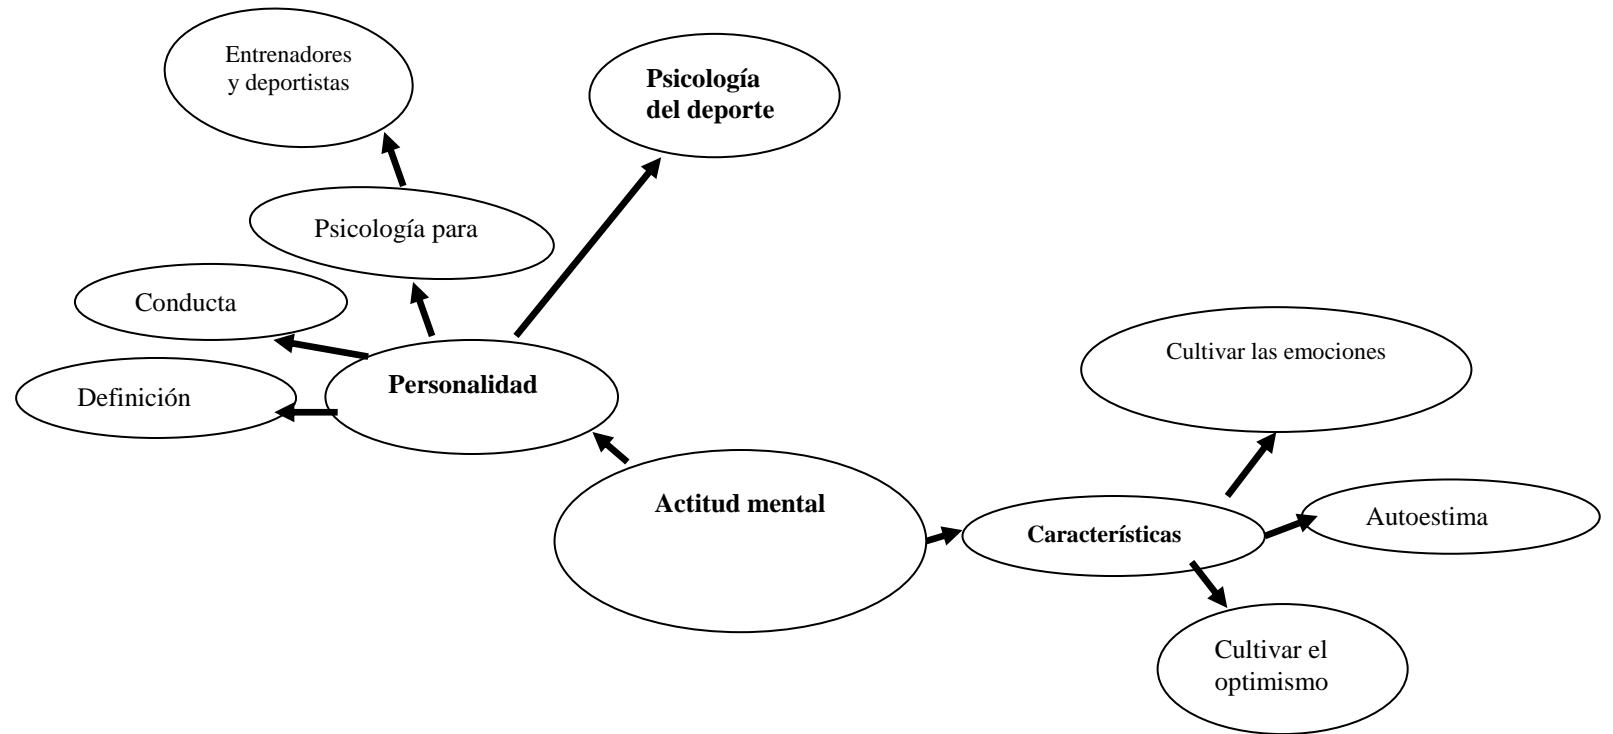 Entrenadores
y deportistas
Psicología
del deporte
Psicología para
Conducta
Definición
Personalidad
Cultivar las emociones
Actitud mental
Características
Autoestima
Cultivar el
optimismo